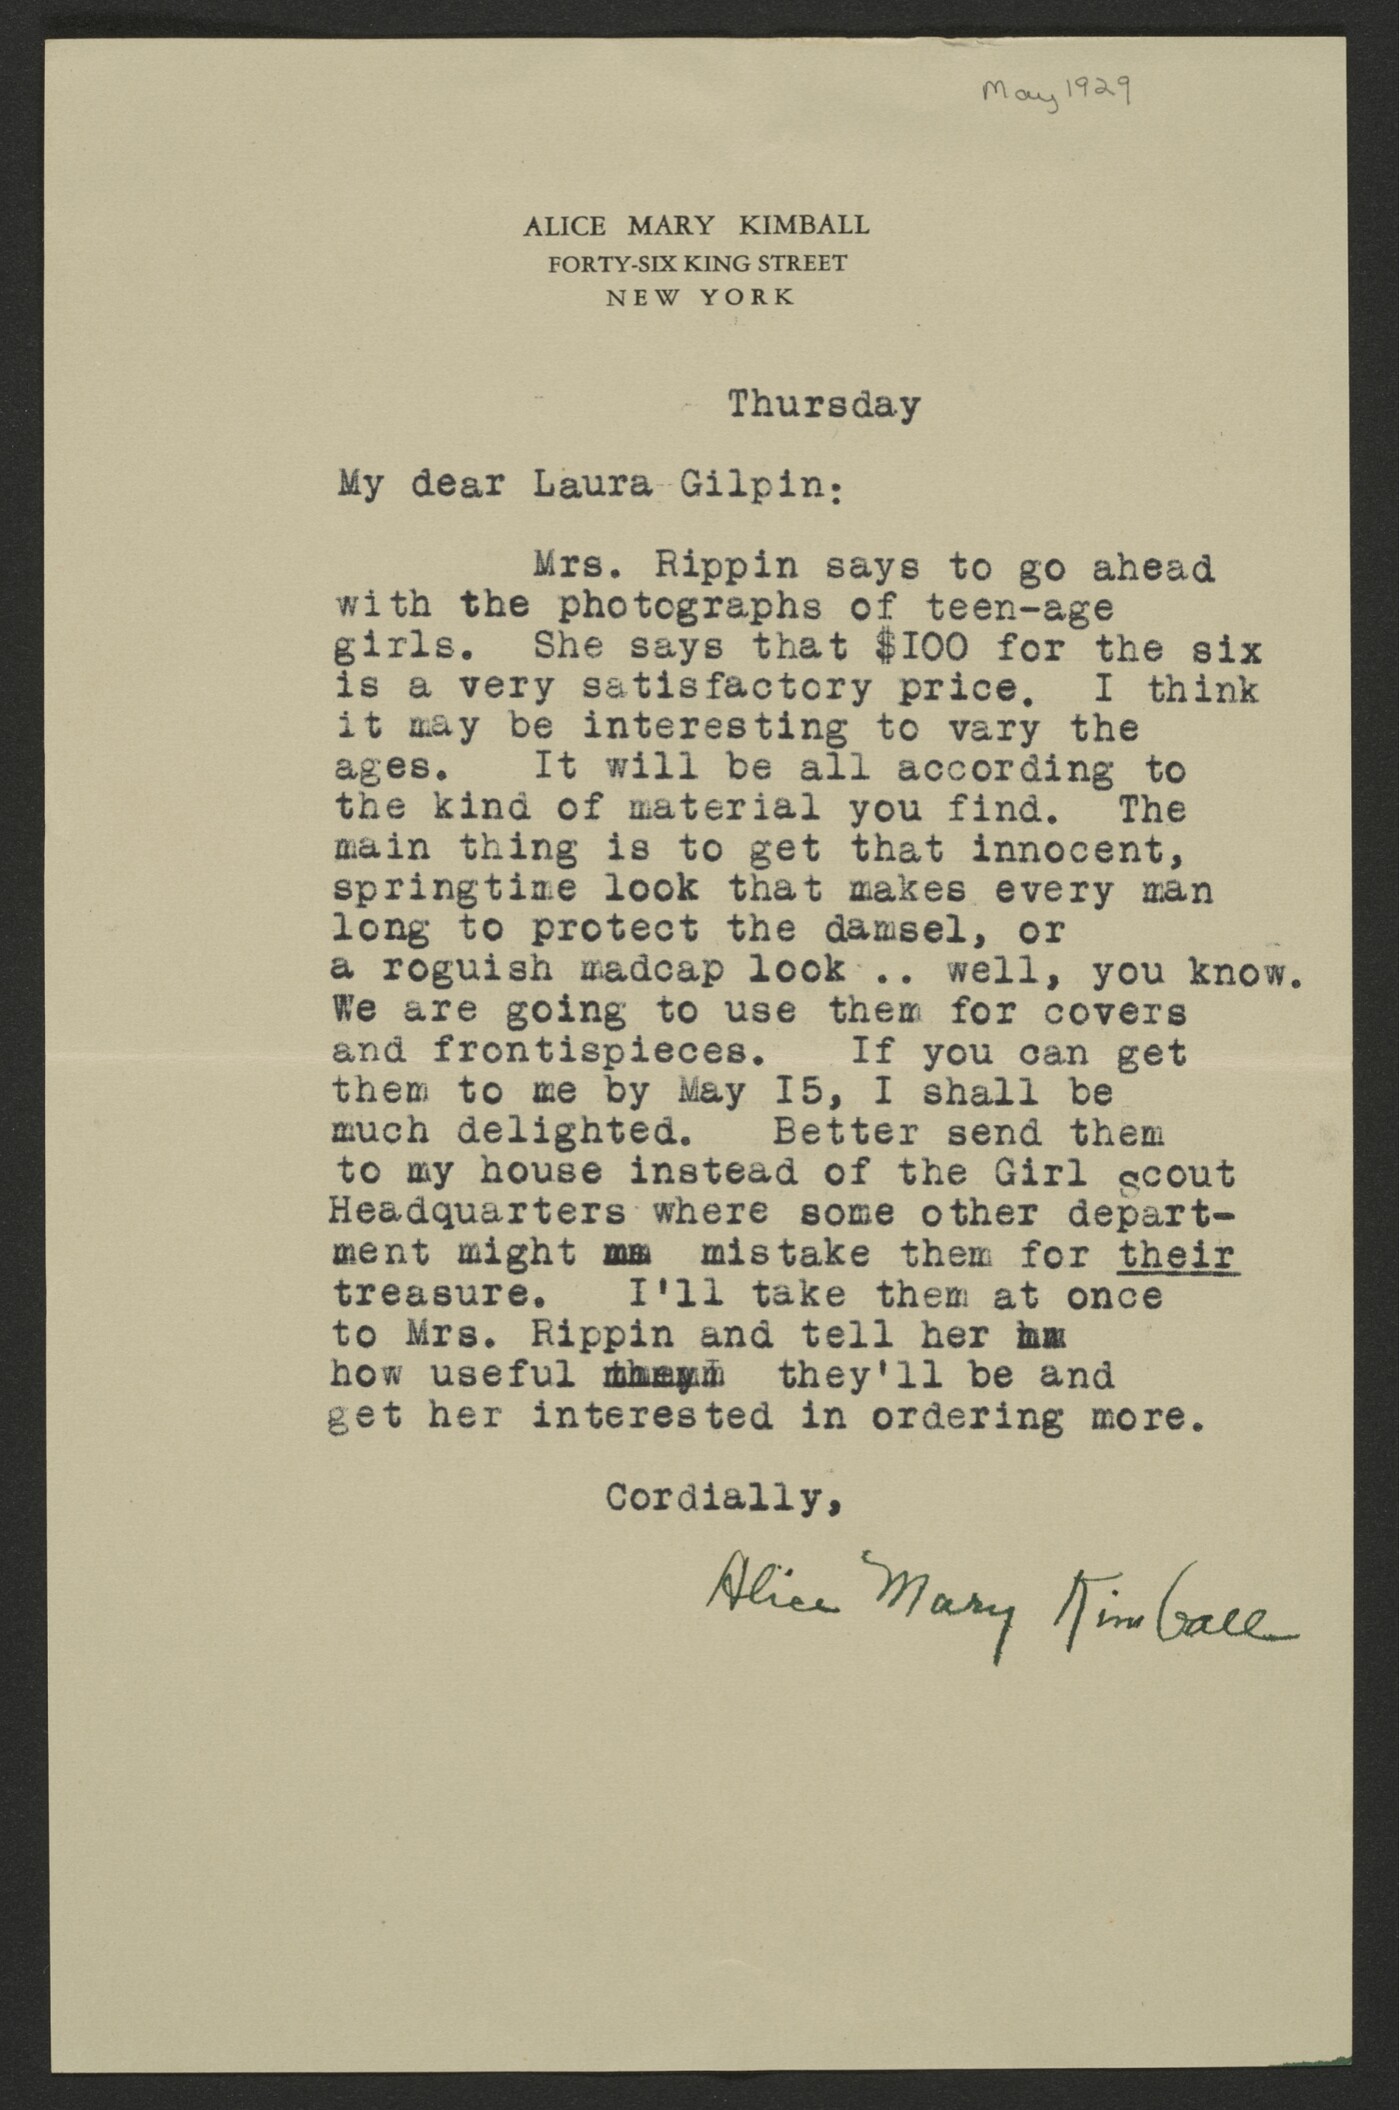 May 1929
ALICE MARY KIMBALL
FORTY-SIX KING STREET
NEW YORK
Thursday
My dear Laura Gilpin:
Mrs. Rippin says to go ahead
with the photographs of teen-age
girls. She says that $I00 for the six
is a very satisfactory price. I think
it may be interesting to vary the
ages. It will be all according to
the kind of material you find. The
main thing is to get that innocent,
springtime look that makes every man
long to protect the damsel, or
a roguish madcap look .. well, you know.
We are going to use them for covers
and frontispieces. If you can get
them to me by May I5, I shall be
much delighted. Better send them
to my house instead of the Girl Scout
Headquarters where some other depart-
ment might mistake them for their
treasure. I'll take them at once
to Mrs. Rippin and tell her
how useful they'll be and
get her interested in ordering more.
Cordially,
Alice Mary Kimball